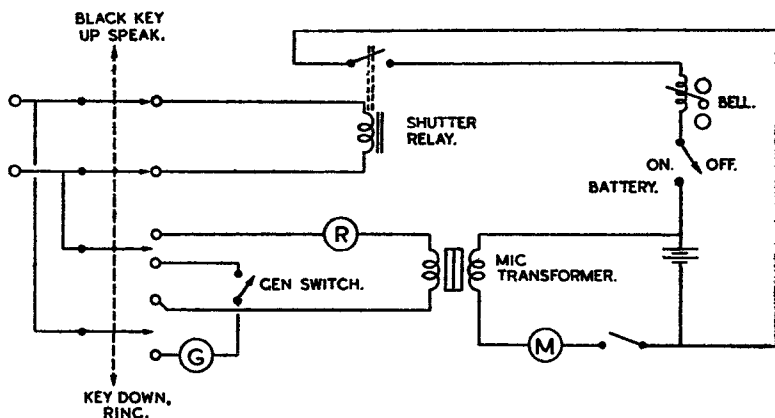 BLACK KEY
UP SPEAK.
BELL.
SHUTTER
RELAY.
ON. OFF.
BATTERY.
R
MIC
TRANSFORMER.
GEN SWITCH.
G
M
KEY DOWN,
RING.